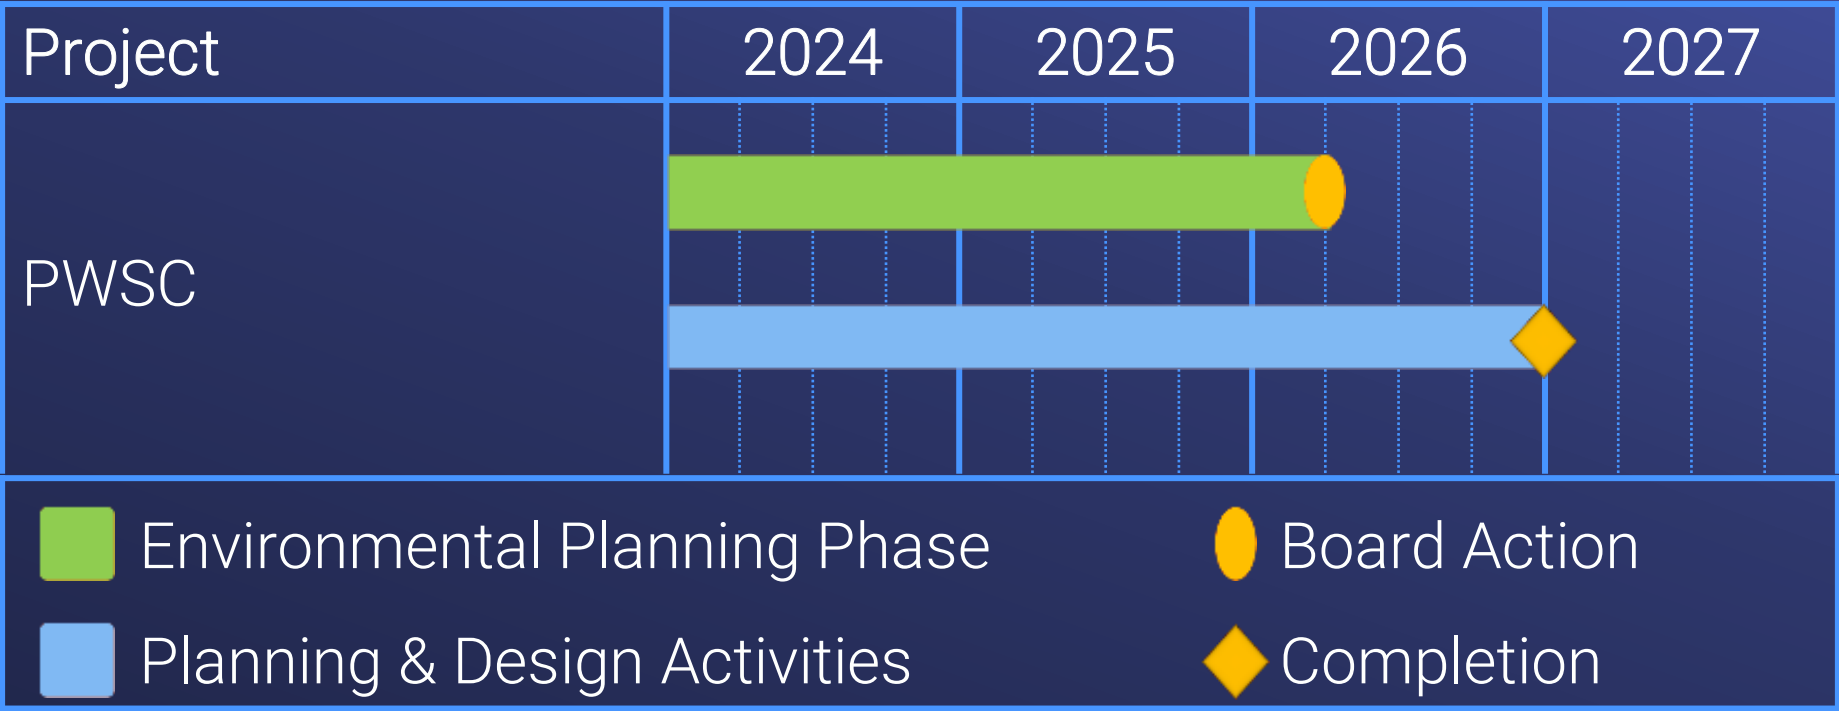 Project 2024 2025 2026 2027
PWSC
Environmental Planning Phase Board Action
Planning & Design Activities Completion